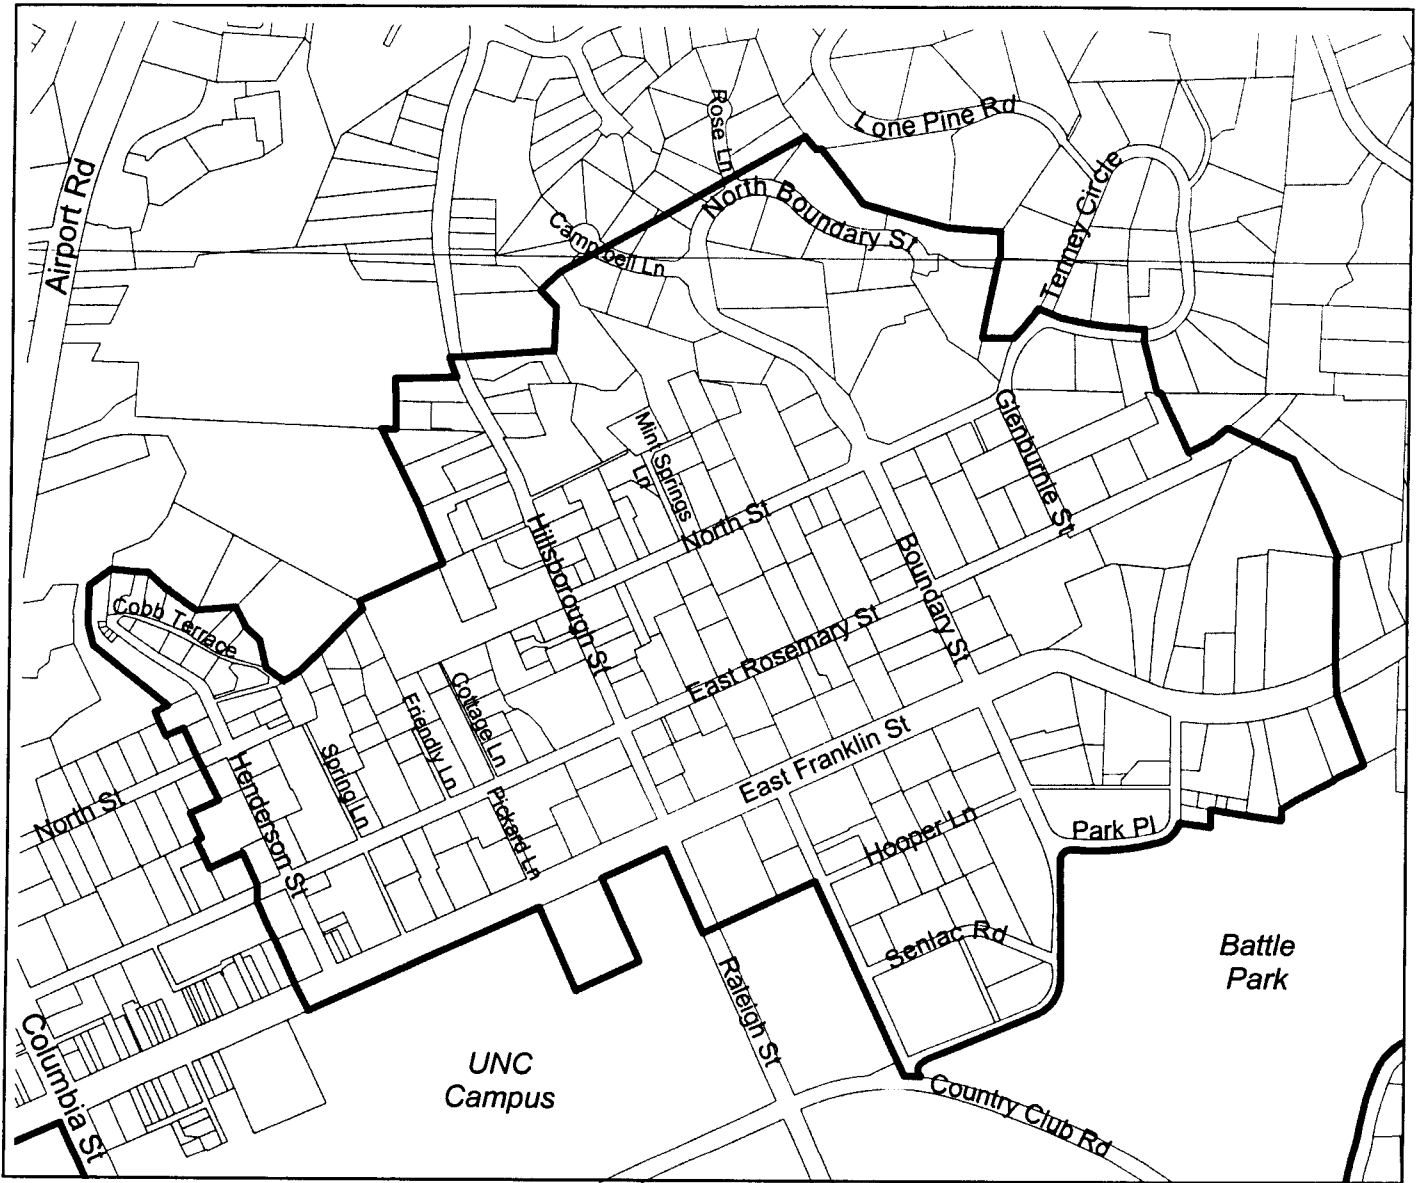 Rose Ln
Lone Pine Rd
Airport Rd
Tenney Circle
North Boundary St
Campbell Ln
Mint Springs
Ln
Glenburnie St
North St
Hillsborough St
Boundary St
Cobb Terrace
East Rosemary St
Cottage Ln
Friendly Ln
Spring Ln
Henderson St
East Franklin St
North St
Pickard Ln
Hooper Ln
Park Pl
Senlac Rd
Battle
Park
Raleigh St
Columbia St
UNC
Campus
Country Club Rd